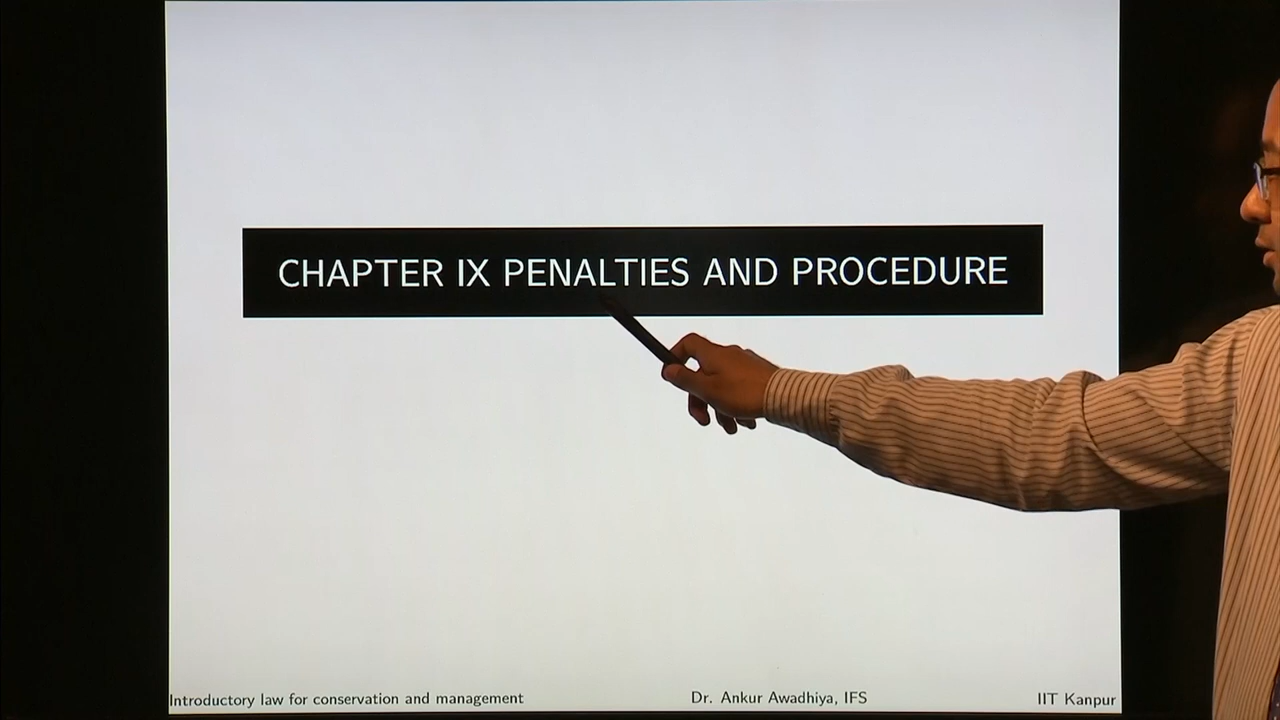 CHAPTER IX PENALTIES AND PROCEDURE
Introductory law for conservation and management Dr. Ankur Awadhiya, IFS IIT Kanpur